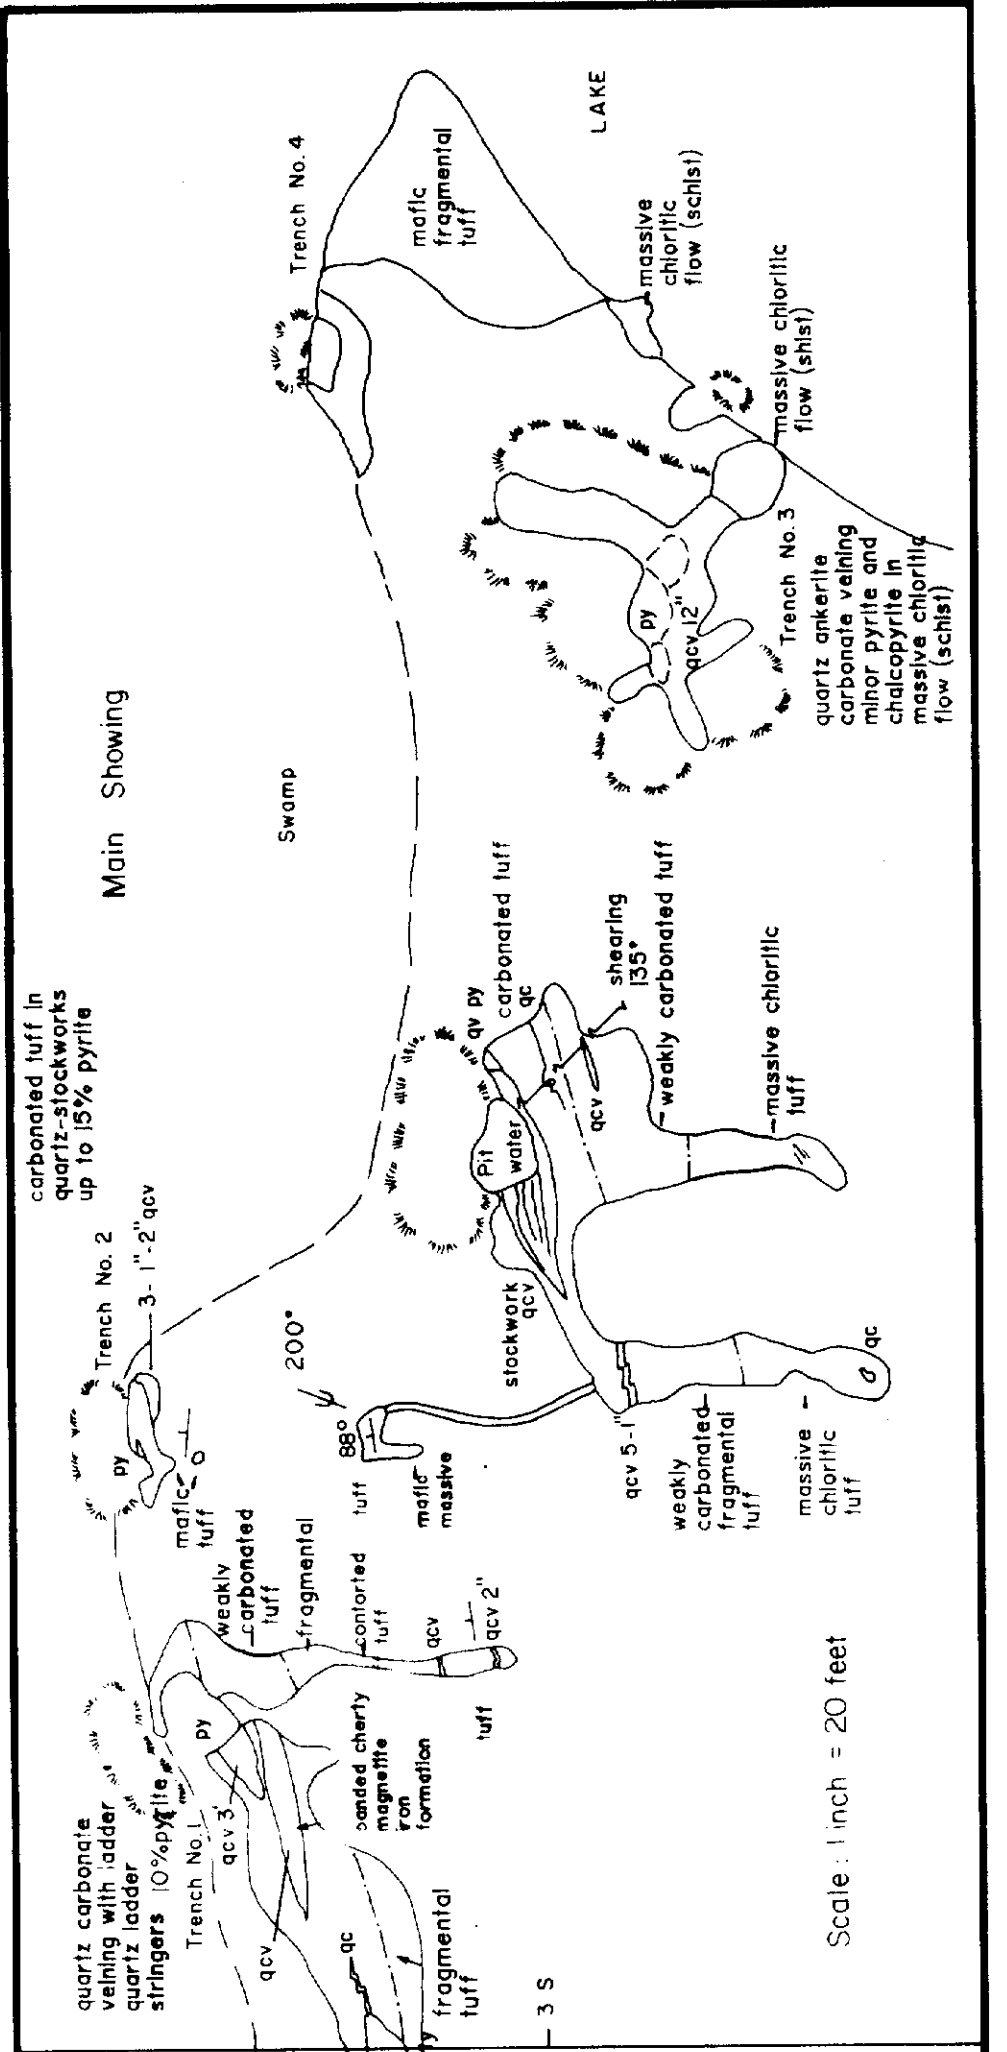 Main Showing
quartz carbonate
veining with ladder
quartz ladder
stringers 10% pyrite
Trench No. 1
qcv 3'
py
qcv
qc
fragmental
tuff
3 S
banded cherty
magnetite
iron
formation
weakly
carbonated
tuff
fragmental
contorted
tuff
qcv
qcv 2"
tuff
carbonated tuff in
quartz-stockworks
up to 15% pyrite
Trench No. 2
3 - 1"-2" qcv
py
mafic
tuff
200°
88°
tuff
mafic
massive
Swamp
qv py
carbonated tuff
qc
Pit
water
stockwork
qcv
qcv
shearing
135°
weakly carbonated tuff
massive chloritic
tuff
qcv 5-1"
weakly
carbonated
fragmental
tuff
massive
chloritic
tuff
qc
Trench No. 4
mafic
fragmental
tuff
LAKE
massive
chloritic
flow (schist)
massive chloritic
flow (shist)
py
qcv 12"
Trench No. 3
quartz ankerite
carbonate veining
minor pyrite and
chalcopyrite in
massive chloritic
flow (schist)
Scale : 1 inch = 20 feet